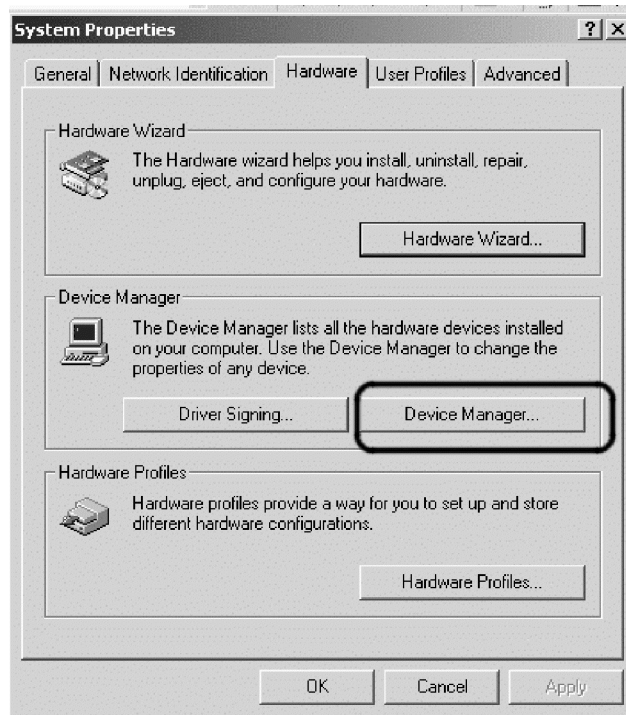 System Properties
General Network Identification Hardware User Profiles Advanced
Hardware Wizard
The Hardware wizard helps you install, uninstall, repair,
unplug, eject, and configure your hardware.
Hardware Wizard...
Device Manager
The Device Manager lists all the hardware devices installed
on your computer. Use the Device Manager to change the
properties of any device.
Driver Signing... Device Manager...
Hardware Profiles
Hardware profiles provide a way for you to set up and store
different hardware configurations.
Hardware Profiles...
OK Cancel Apply